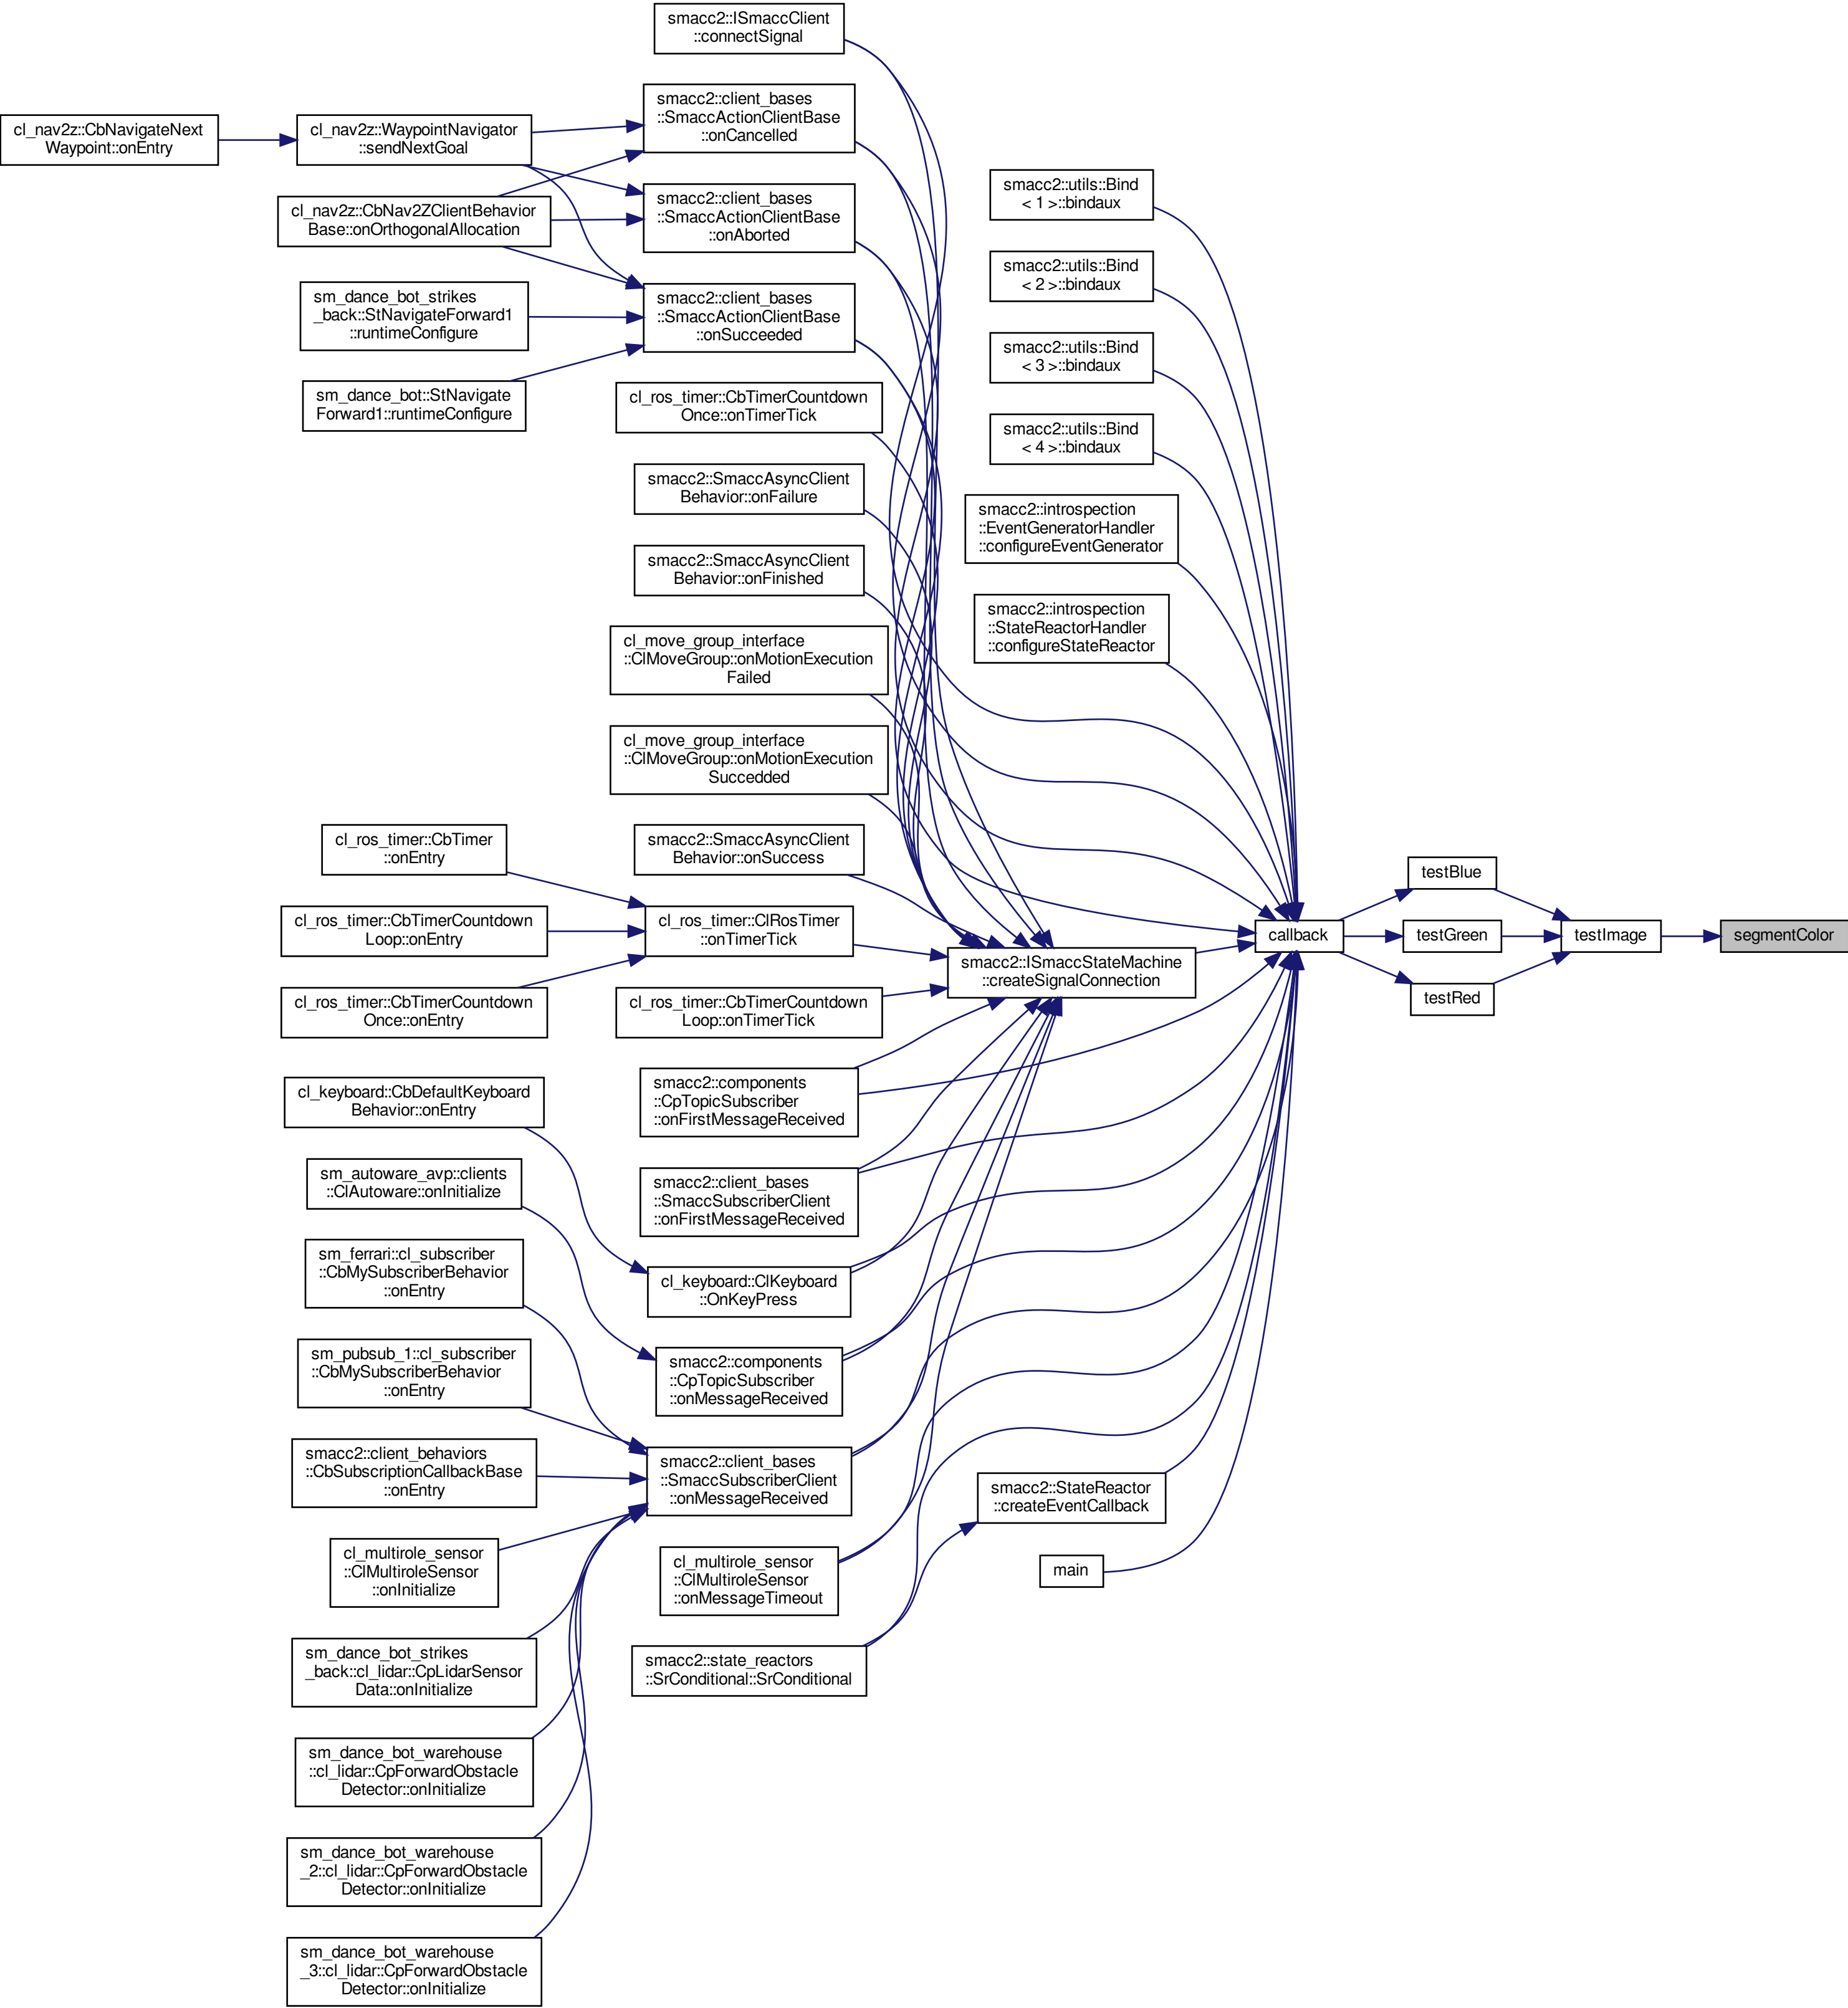 smacc2::ISmaccClient
::connectSignal
smacc2::client_bases
::SmaccActionClientBase
::onCancelled
cl_nav2z::CbNavigateNext
Waypoint::onEntry
cl_nav2z::WaypointNavigator
::sendNextGoal
smacc2::client_bases
::SmaccActionClientBase
::onAborted
cl_nav2z::CbNav2ZClientBehavior
Base::onOrthogonalAllocation
smacc2::client_bases
::SmaccActionClientBase
::onSucceeded
sm_dance_bot_strikes
_back::StNavigateForward1
::runtimeConfigure
sm_dance_bot::StNavigate
Forward1::runtimeConfigure
cl_ros_timer::CbTimerCountdown
Once::onTimerTick
smacc2::SmaccAsyncClient
Behavior::onFailure
smacc2::SmaccAsyncClient
Behavior::onFinished
cl_move_group_interface
::ClMoveGroup::onMotionExecution
Failed
cl_move_group_interface
::ClMoveGroup::onMotionExecution
Succedded
smacc2::SmaccAsyncClient
Behavior::onSuccess
cl_ros_timer::CbTimer
::onEntry
cl_ros_timer::CbTimerCountdown
Loop::onEntry
cl_ros_timer::CbTimerCountdown
Once::onEntry
cl_ros_timer::ClRosTimer
::onTimerTick
cl_ros_timer::CbTimerCountdown
Loop::onTimerTick
smacc2::components
::CpTopicSubscriber
::onFirstMessageReceived
smacc2::client_bases
::SmaccSubscriberClient
::onFirstMessageReceived
cl_keyboard::CbDefaultKeyboard
Behavior::onEntry
sm_autoware_avp::clients
::ClAutoware::onInitialize
sm_ferrari::cl_subscriber
::CbMySubscriberBehavior
::onEntry
cl_keyboard::ClKeyboard
::OnKeyPress
sm_pubsub_1::cl_subscriber
::CbMySubscriberBehavior
::onEntry
smacc2::components
::CpTopicSubscriber
::onMessageReceived
smacc2::client_behaviors
::CbSubscriptionCallbackBase
::onEntry
smacc2::client_bases
::SmaccSubscriberClient
::onMessageReceived
cl_multirole_sensor
::ClMultiroleSensor
::onInitialize
cl_multirole_sensor
::ClMultiroleSensor
::onMessageTimeout
sm_dance_bot_strikes
_back::cl_lidar::CpLidarSensor
Data::onInitialize
smacc2::state_reactors
::SrConditional::SrConditional
sm_dance_bot_warehouse
::cl_lidar::CpForwardObstacle
Detector::onInitialize
sm_dance_bot_warehouse
_2::cl_lidar::CpForwardObstacle
Detector::onInitialize
sm_dance_bot_warehouse
_3::cl_lidar::CpForwardObstacle
Detector::onInitialize
smacc2::utils::Bind
< 1 >::bindaux
smacc2::utils::Bind
< 2 >::bindaux
smacc2::utils::Bind
< 3 >::bindaux
smacc2::utils::Bind
< 4 >::bindaux
smacc2::introspection
::EventGeneratorHandler
::configureEventGenerator
smacc2::introspection
::StateReactorHandler
::configureStateReactor
smacc2::ISmaccStateMachine
::createSignalConnection
smacc2::StateReactor
::createEventCallback
main
callback
testBlue
testGreen
testRed
testImage
segmentColor